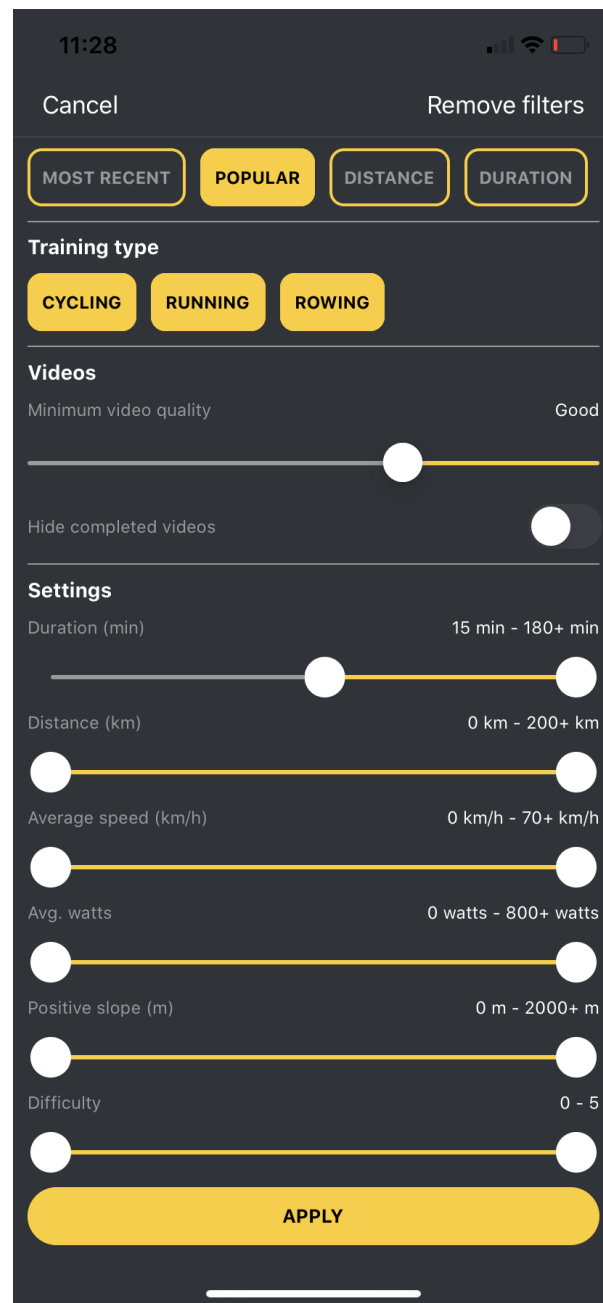 11:28
Cancel Remove filters
MOST RECENT POPULAR DISTANCE DURATION
Training type
CYCLING RUNNING ROWING
Videos
Minimum video quality Good
Hide completed videos
Settings
Duration (min) 15 min - 180+ min
Distance (km) 0 km - 200+ km
Average speed (km/h) 0 km/h - 70+ km/h
Avg. watts 0 watts - 800+ watts
Positive slope (m) 0 m - 2000+ m
Difficulty 0 - 5
APPLY